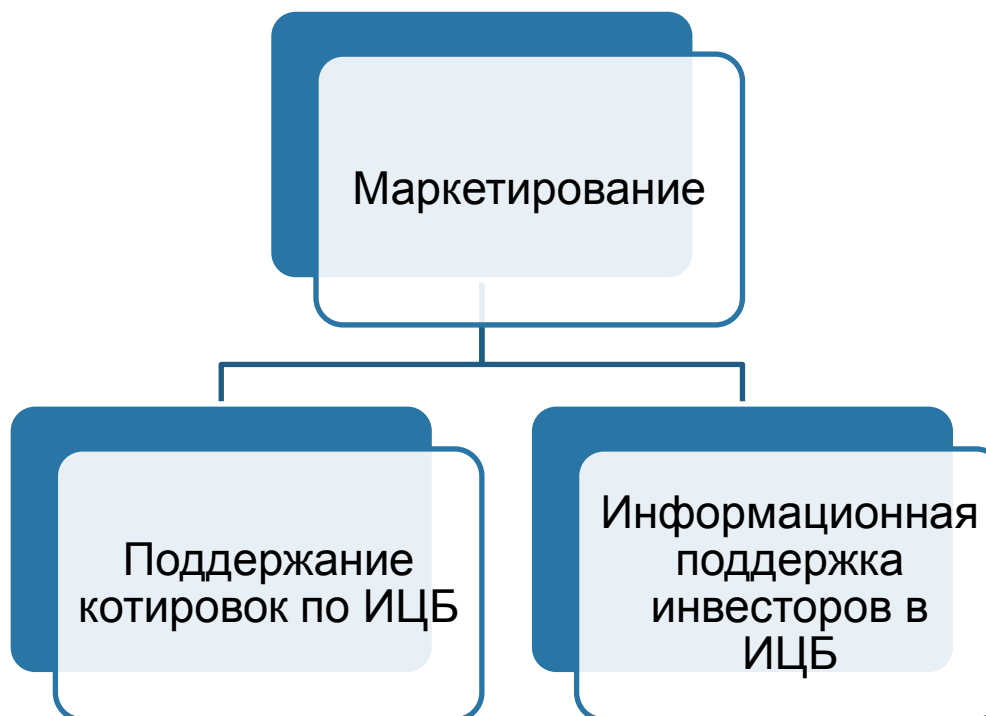 Маркетирование
Поддержание
котировок по ИЦБ
Информационная
поддержка
инвесторов в
ИЦБ